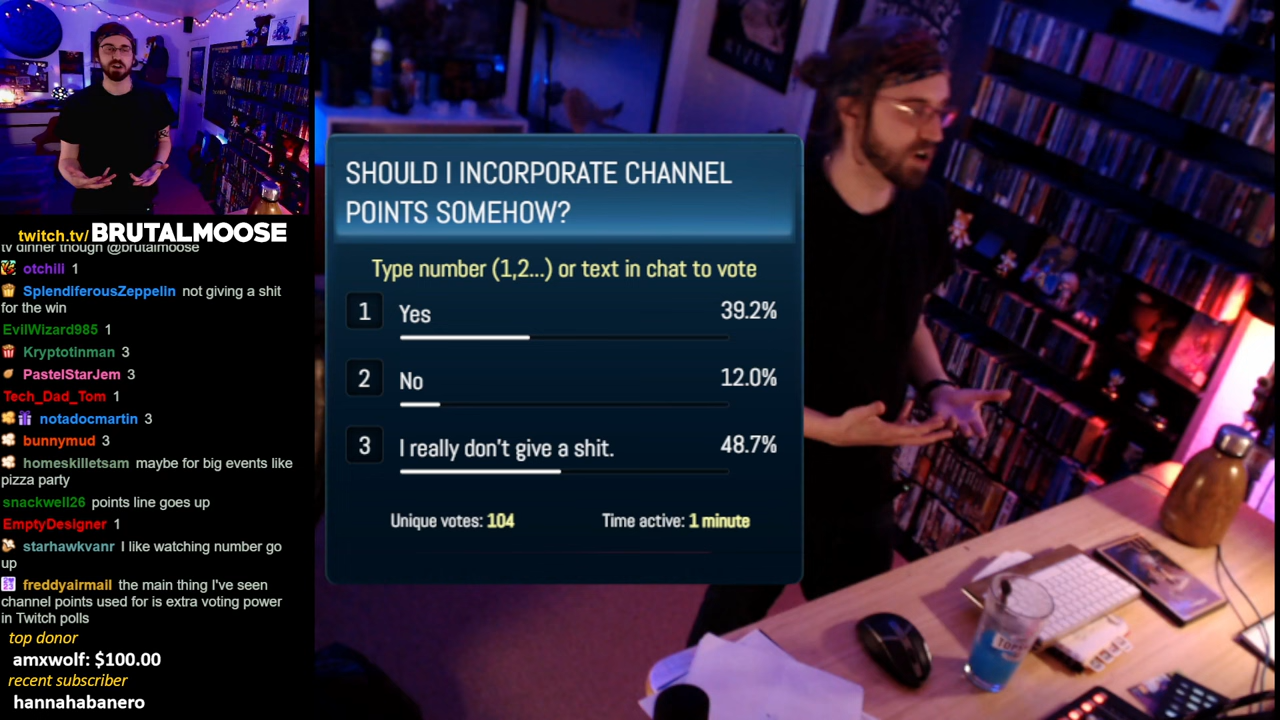 twitch.tv/BRUTALMOOSE
tv dinner though @brutalmoose
otchili 1
SplendiferousZeppelin not giving a shit
for the win
EvilWizard985 1
Kryptotinman 3
PastelStarJem 3
Tech_Dad_Tom 1
notadocmartin 3
bunnymud 3
homeskilletsam maybe for big events like
pizza party
snackwell26 points line goes up
EmptyDesigner 1
starhawkvanr I like watching number go
up
freddyairmail the main thing I've seen
channel points used for is extra voting power
in Twitch polls
top donor
amxwolf: $100.00
recent subscriber
hannahabanero
SHOULD I INCORPORATE CHANNEL
POINTS SOMEHOW?
Type number (1,2...) or text in chat to vote
1 Yes 39.2%
2 No 12.0%
3 I really don't give a shit. 48.7%
Unique votes: 104 Time active: 1 minute